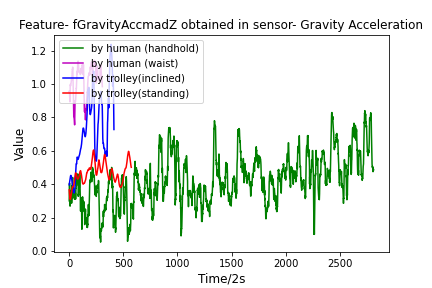 Feature- fGravityAccmadZ obtained in sensor- Gravity Acceleration
1.2
1.0
0.8
0.6
0.4
0.2
0.0
Value
by human (handhold)
by human (waist)
by trolley(inclined)
by trolley(standing)
0
500
1000
1500
2000
2500
Time/2s